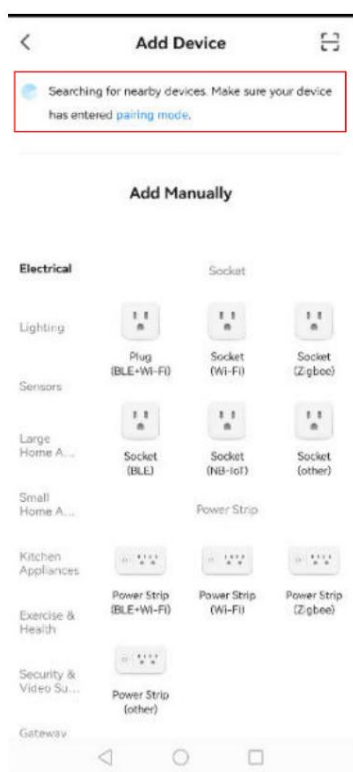 Add Device
Searching for nearby devices. Make sure your device
has entered pairing mode.
Add Manually
Electrical
Lighting
Sensors
Large
Home A...
Small
Home A...
Kitchen
Appliances
Exercise &
Health
Security &
Video Su...
Gateway
Socket
Plug
(BLE+Wi-Fi)
Socket
(Wi-Fi)
Socket
(Zigbee)
Socket
(BLE)
Socket
(NB-IoT)
Socket
(other)
Power Strip
Power Strip
(BLE+Wi-Fi)
Power Strip
(Wi-Fi)
Power Strip
(Zigbee)
Power Strip
(other)